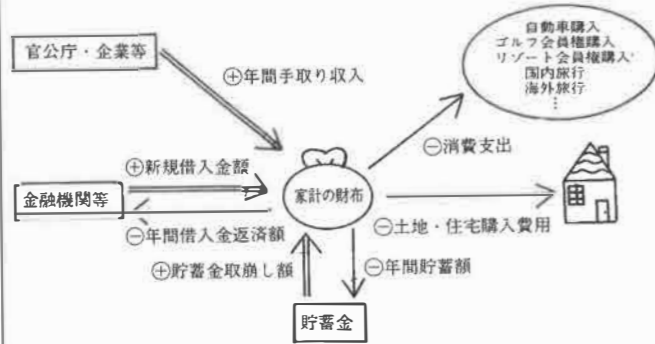 自動車購入
ゴルフ会員権購入
リゾート会員権購入
国内旅行
海外旅行
⋮
官公庁・企業等
⊕年間手取り収入
⊖消費支出
⊕新規借入金額
金融機関等
家計の財布
⊖年間借入金返済額
⊖土地・住宅購入費用
⊕貯蓄金取崩し額
⊖年間貯蓄額
貯蓄金